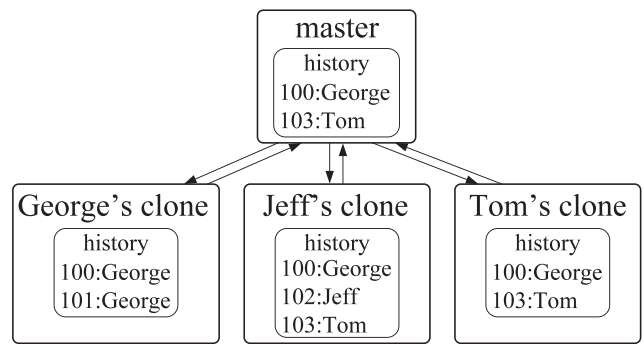 master
history
100:George
103:Tom
George's clone
history
100:George
101:George
Jeff's clone
history
100:George
102:Jeff
103:Tom
Tom's clone
history
100:George
103:Tom